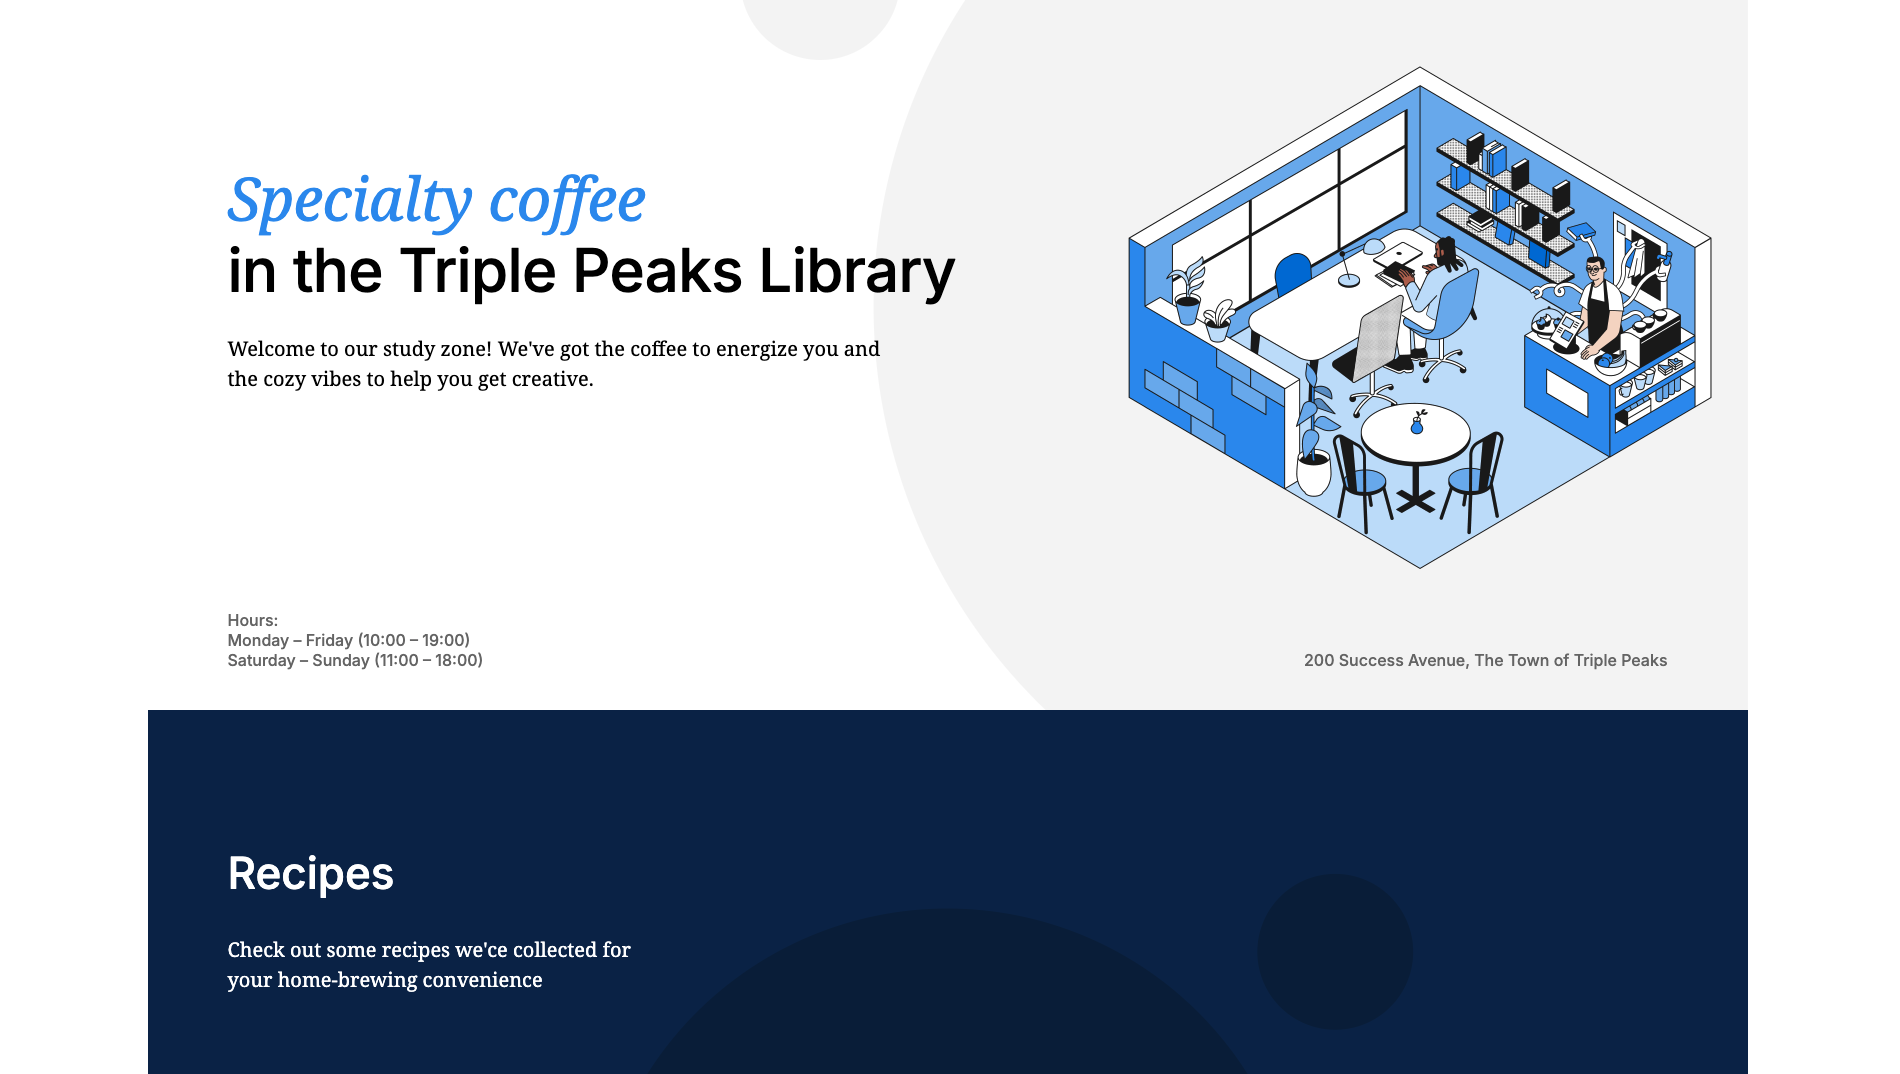 Specialty coffee
in the Triple Peaks Library
Welcome to our study zone! We've got the coffee to energize you and
the cozy vibes to help you get creative.
Hours:
Monday – Friday (10:00 – 19:00)
Saturday – Sunday (11:00 – 18:00)
200 Success Avenue, The Town of Triple Peaks
Recipes
Check out some recipes we'ce collected for
your home-brewing convenience